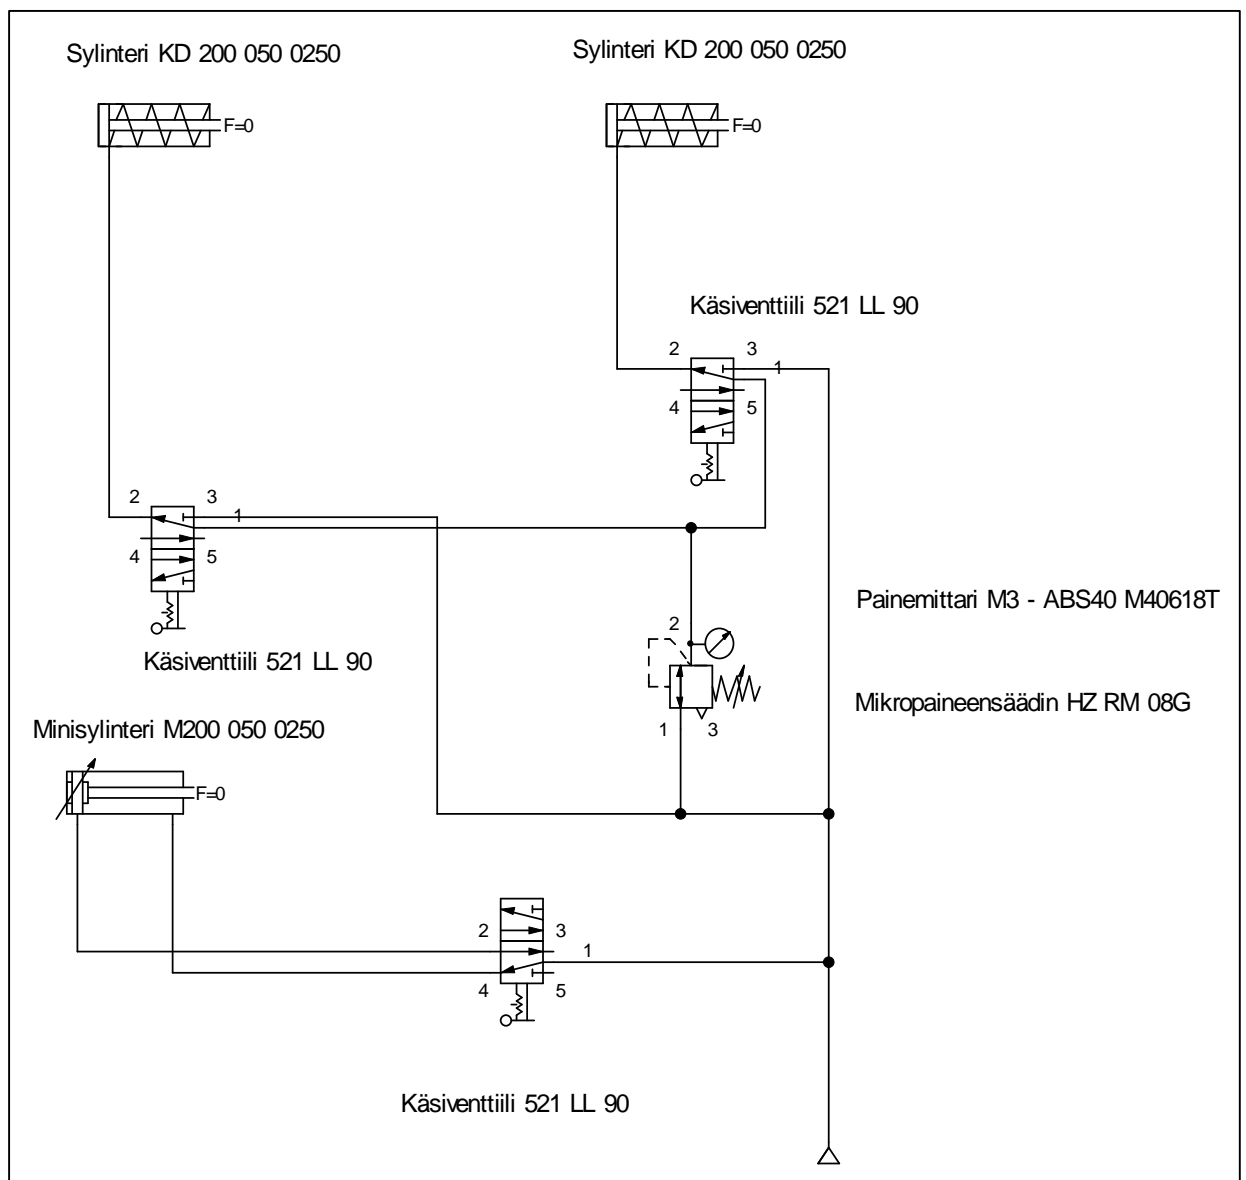 Sylinteri KD 200 050 0250
Sylinteri KD 200 050 0250
F=0
F=0
Käsiventtiili 521 LL 90
2 3
1
4 5
2 3
1
4 5
Painemittari M3 - ABS40 M40618T
2
Käsiventtiili 521 LL 90
Mikropaineensäädin HZ RM 08G
1 3
Minisylinteri M200 050 0250
F=0
2 3
1
4 5
Käsiventtiili 521 LL 90